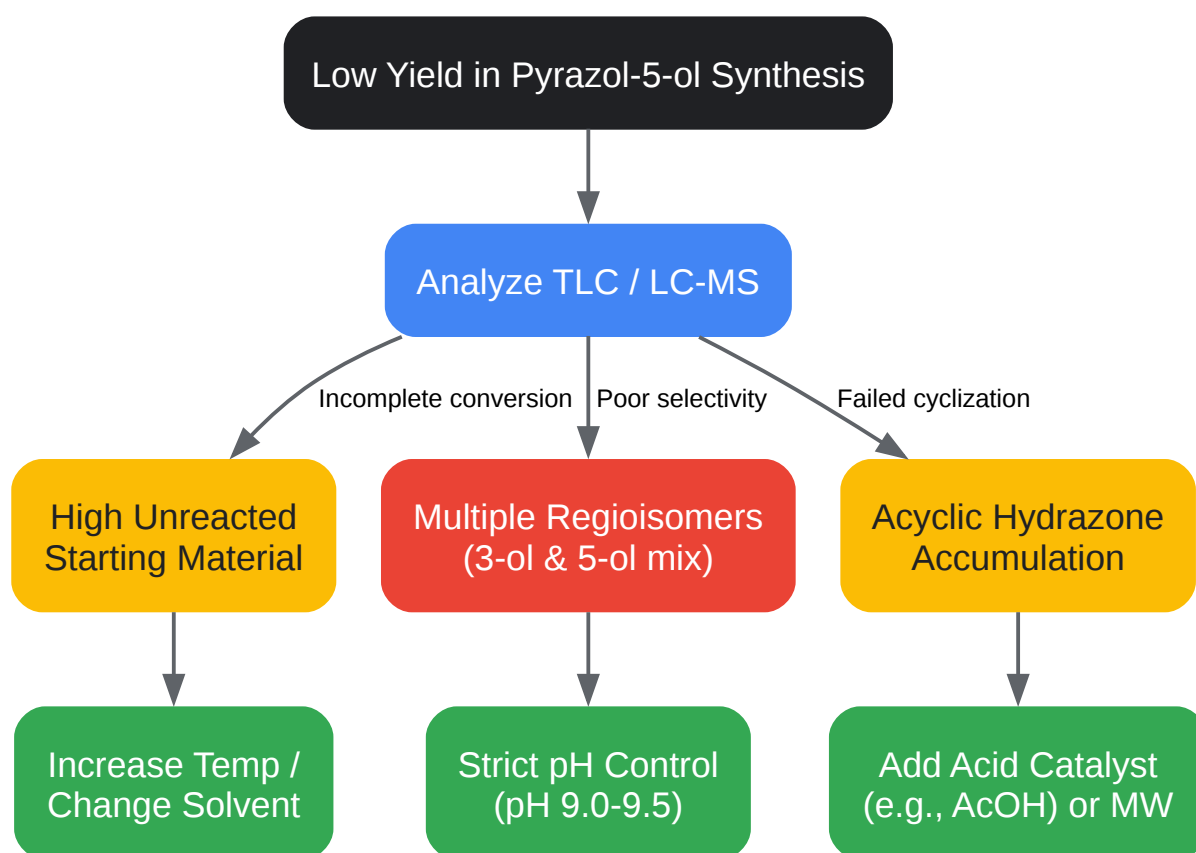 Low Yield in Pyrazol-5-ol Synthesis
Analyze TLC / LC-MS
Incomplete conversion
Poor selectivity
Failed cyclization
High Unreacted
Starting Material
Multiple Regioisomers
(3-ol & 5-ol mix)
Acyclic Hydrazone
Accumulation
Increase Temp /
Change Solvent
Strict pH Control
(pH 9.0-9.5)
Add Acid Catalyst
(e.g., AcOH) or MW